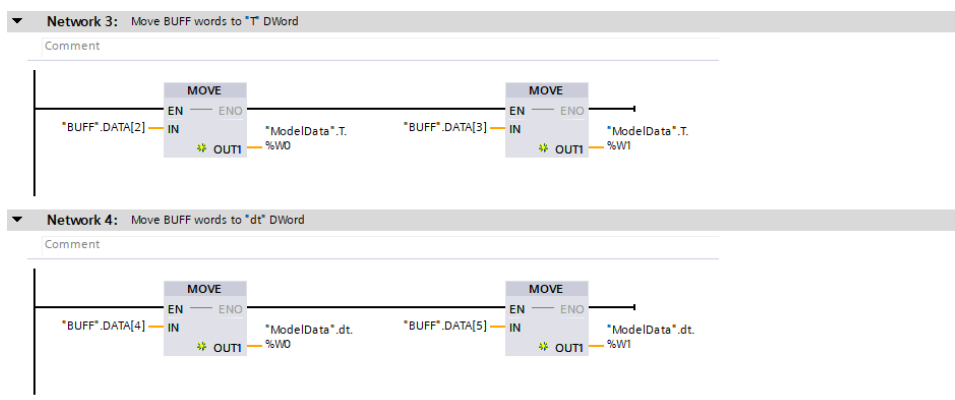 Network 3: Move BUFF words to "T" DWord
Comment
MOVE MOVE
EN ENO EN ENO
"BUFF".DATA[2] IN "BUFF".DATA[3] IN
"ModelData".T. "ModelData".T.
OUT1 %W0 OUT1 %W1
Network 4: Move BUFF words to "dt" DWord
Comment
MOVE MOVE
EN ENO EN ENO
"BUFF".DATA[4] IN "BUFF".DATA[5] IN
"ModelData".dt. "ModelData".dt.
OUT1 %W0 OUT1 %W1